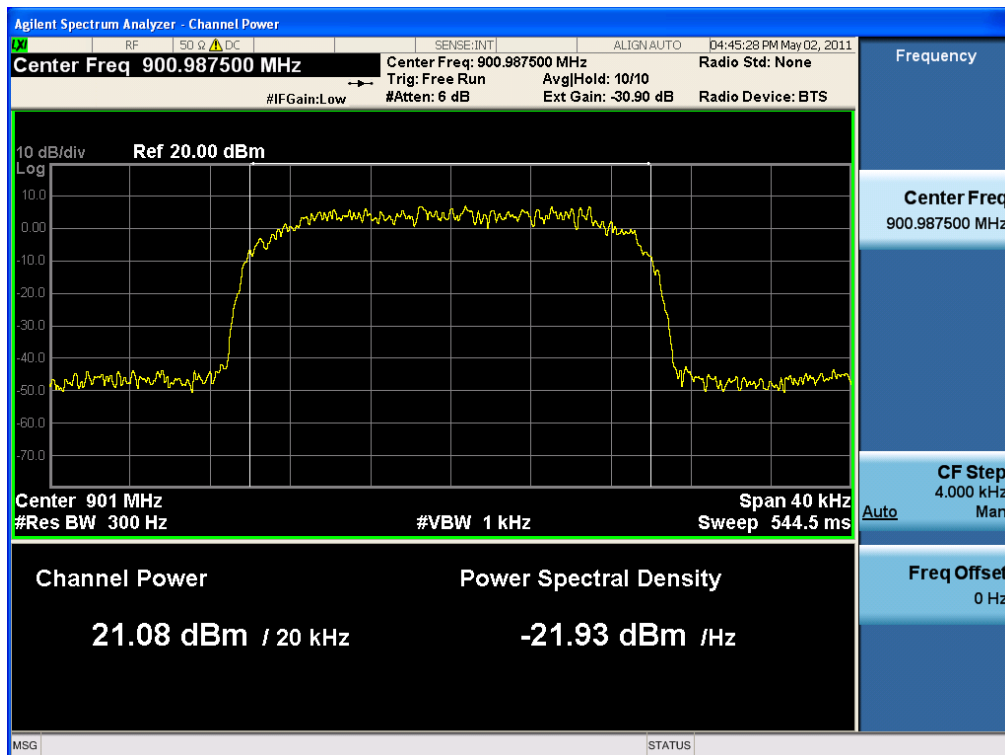 Agilent Spectrum Analyzer - Channel Power
LXI RF 50 Ω DC SENSE:INT ALIGN AUTO 04:45:28 PM May 02, 2011
Center Freq 900.987500 MHz
Center Freq: 900.987500 MHz Radio Std: None
Trig: Free Run Avg|Hold: 10/10
#IFGain:Low #Atten: 6 dB Ext Gain: -30.90 dB Radio Device: BTS
10 dB/div Ref 20.00 dBm
Log
10.0
0.00
-10.0
-20.0
-30.0
-40.0
-50.0
-60.0
-70.0
Center 901 MHz Span 40 kHz
#Res BW 300 Hz #VBW 1 kHz Sweep 544.5 ms
Channel Power Power Spectral Density
21.08 dBm / 20 kHz -21.93 dBm /Hz
MSG STATUS
Frequency
Center Freq
900.987500 MHz
CF Step
4.000 kHz
Auto Man
Freq Offset
0 Hz